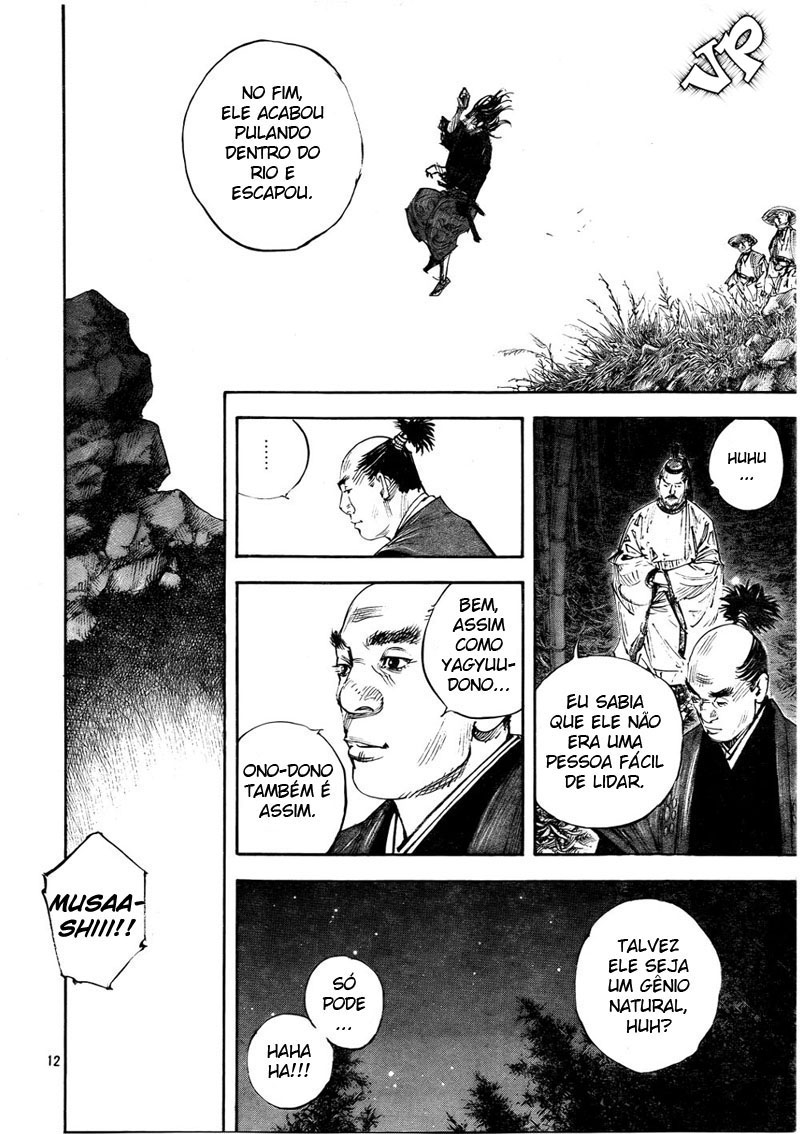 VP
NO FIM,
ELE ACABOU
PULANDO
DENTRO DO
RIO E
ESCAPOU.
HUHU
...
EU SABIA
QUE ELE NÃO
ERA UMA
PESSOA FÁCIL
DE LIDAR.
......
BEM,
ASSIM
COMO
YAGYUU-
DONO...
ONO-DONO
TAMBÉM É
ASSIM.
MUSAA-
SHIII!!
TALVEZ
ELE SEJA
UM GÊNIO
NATURAL,
HUH?
SÓ
PODE
...
HAHA
HA!!!
12